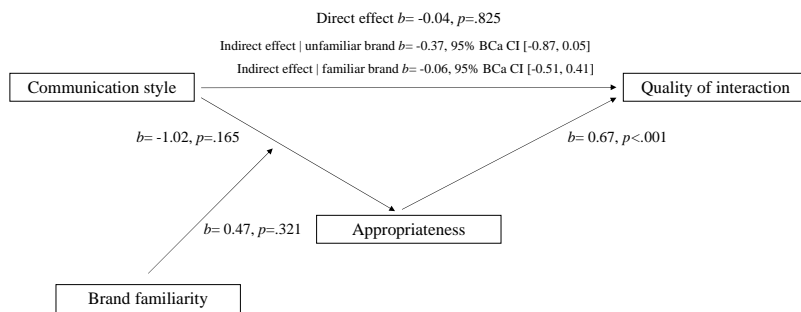 Direct effect b= -0.04, p=.825
Indirect effect | unfamiliar brand b= -0.37, 95% BCa CI [-0.87, 0.05]
Indirect effect | familiar brand b= -0.06, 95% BCa CI [-0.51, 0.41]
Communication style
Quality of interaction
b= -1.02, p=.165
b= 0.67, p<.001
b= 0.47, p=.321
Appropriateness
Brand familiarity